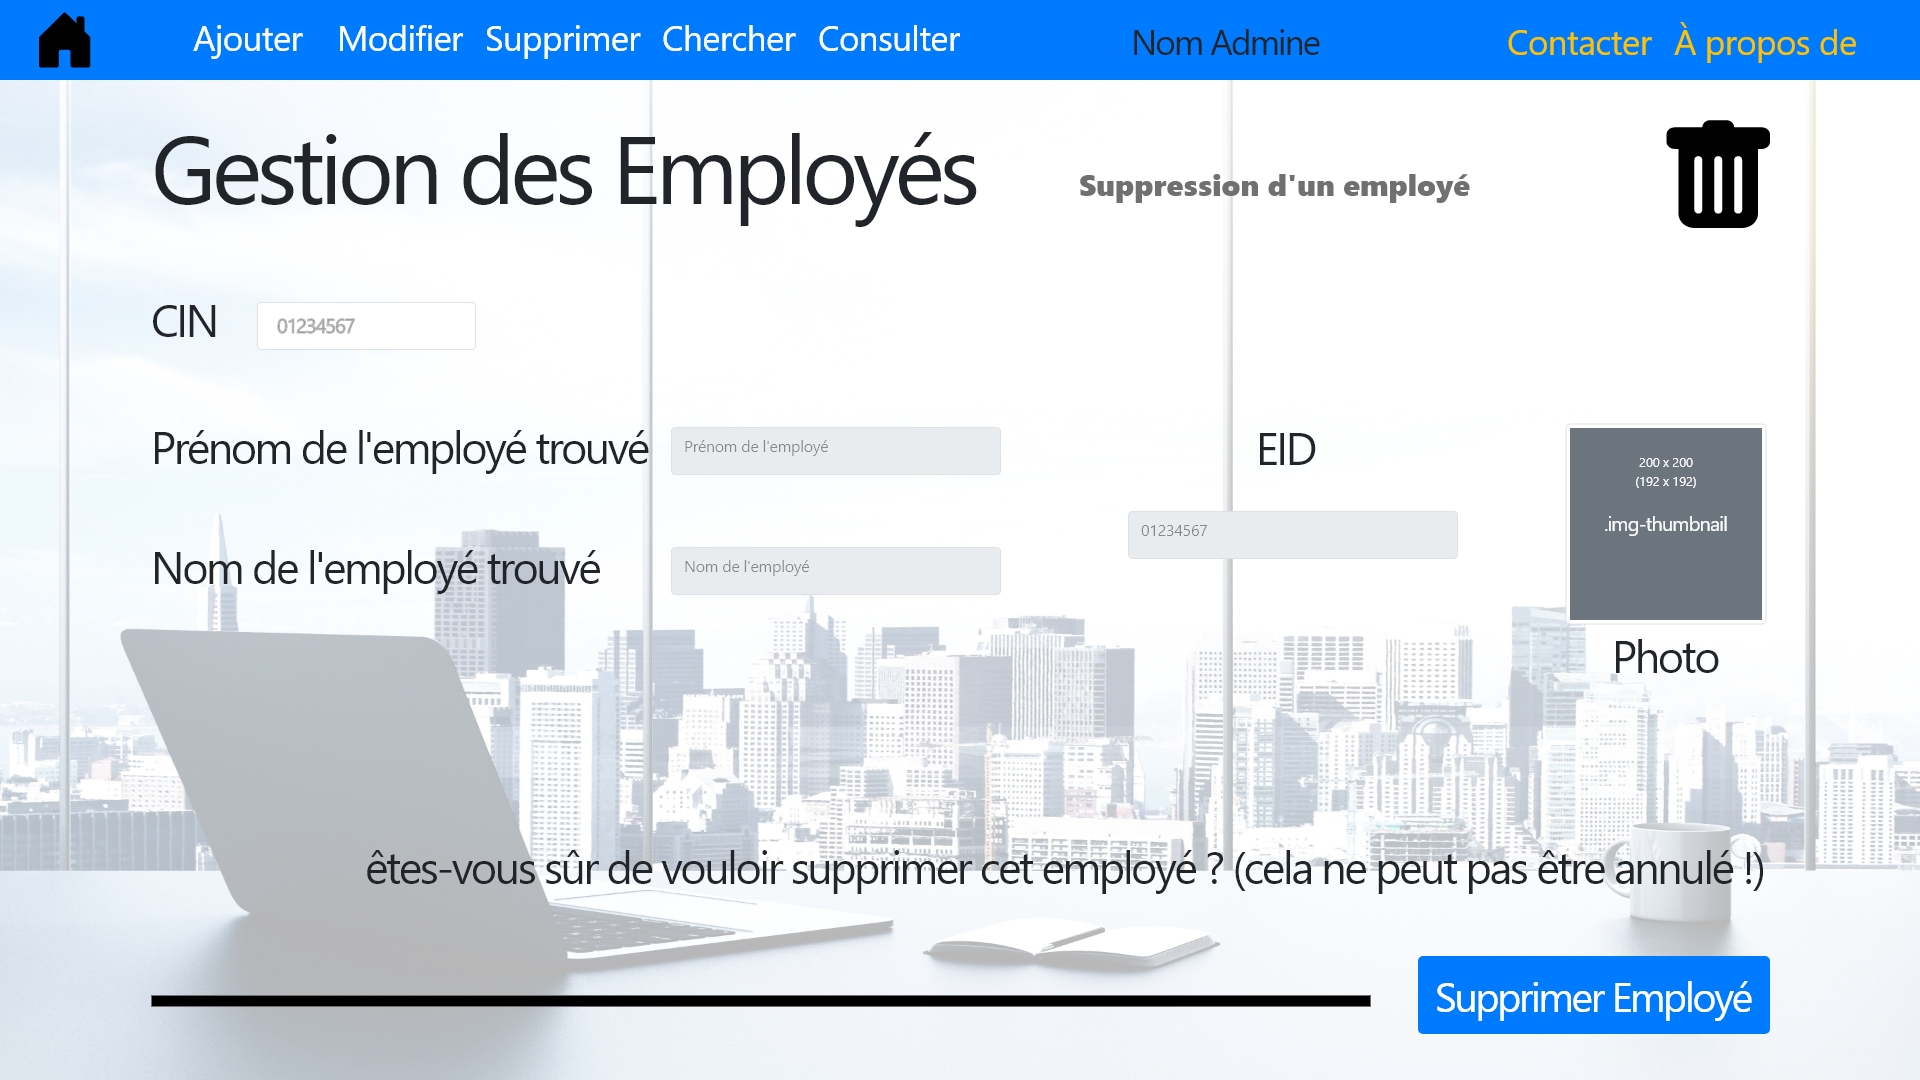 Ajouter Modifier Supprimer Chercher Consulter Nom Admine Contacter À propos de
Gestion des Employés
Suppression d'un employé
CIN 01234567
Prénom de l'employé trouvé Prénom de l'employé
EID
200 x 200
(192 x 192)
.img-thumbnail
01234567
Nom de l'employé trouvé Nom de l'employé
Photo
êtes-vous sûr de vouloir supprimer cet employé ? (cela ne peut pas être annulé !)
Supprimer Employé